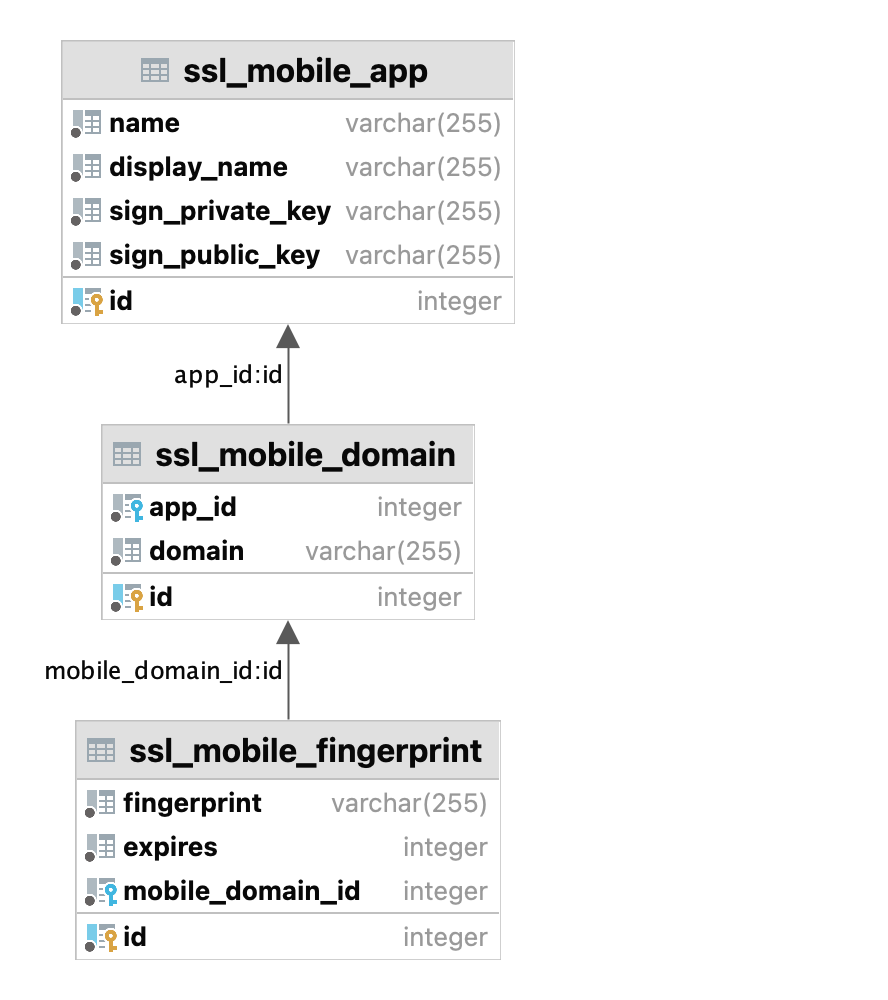 ssl_mobile_app
name varchar(255)
display_name varchar(255)
sign_private_key varchar(255)
sign_public_key varchar(255)
id integer
app_id:id
ssl_mobile_domain
app_id integer
domain varchar(255)
id integer
mobile_domain_id:id
ssl_mobile_fingerprint
fingerprint varchar(255)
expires integer
mobile_domain_id integer
id integer